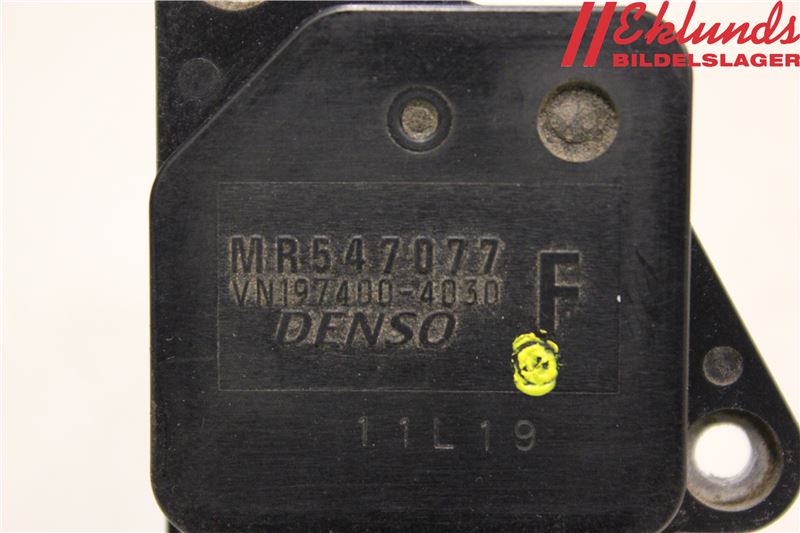 Eklunds
BILDELSLAGER
MR547077
VN197400-4030
F
DENSO
11L19